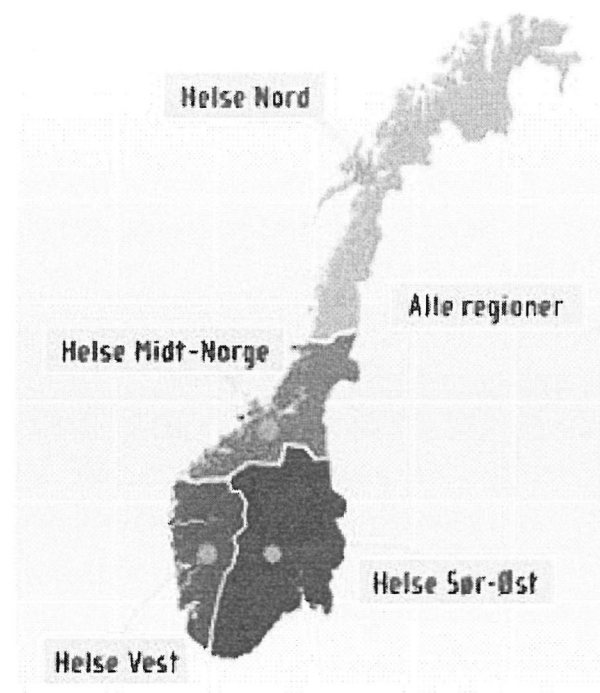 Helse Nord
Alle regioner
Helse Midt-Norge
Helse Sør-Øst
Helse Vest